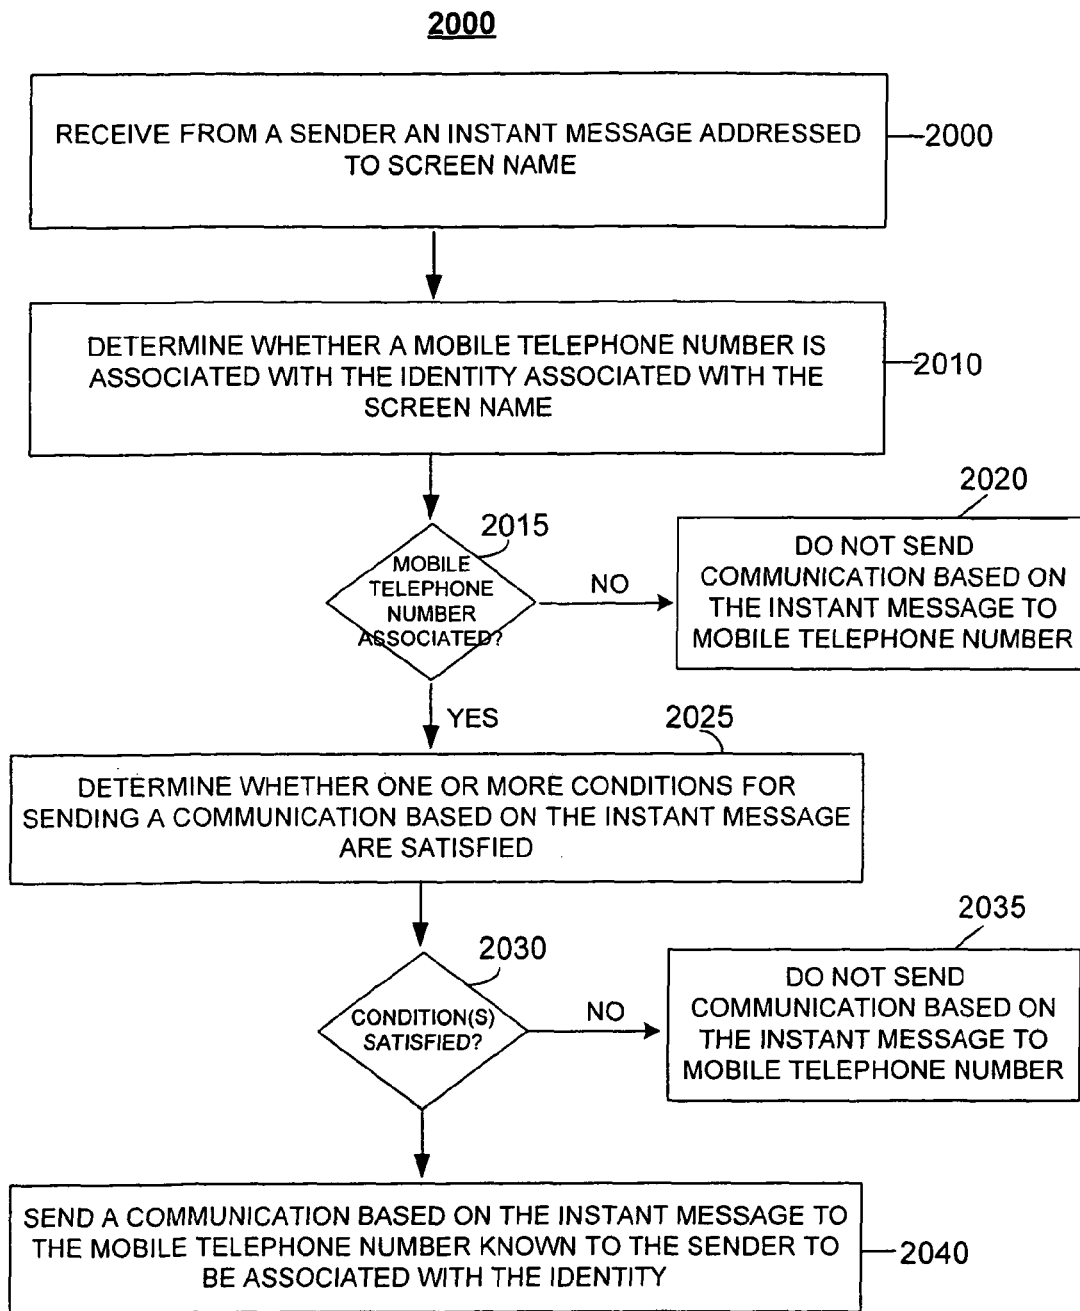 2000
RECEIVE FROM A SENDER AN INSTANT MESSAGE ADDRESSED
TO SCREEN NAME
2000
DETERMINE WHETHER A MOBILE TELEPHONE NUMBER IS
ASSOCIATED WITH THE IDENTITY ASSOCIATED WITH THE
SCREEN NAME
2010
2015
MOBILE
TELEPHONE
NUMBER
ASSOCIATED?
NO
2020
DO NOT SEND
COMMUNICATION BASED ON
THE INSTANT MESSAGE TO
MOBILE TELEPHONE NUMBER
YES
2025
DETERMINE WHETHER ONE OR MORE CONDITIONS FOR
SENDING A COMMUNICATION BASED ON THE INSTANT MESSAGE
ARE SATISFIED
2030
CONDITION(S)
SATISFIED?
NO
2035
DO NOT SEND
COMMUNICATION BASED ON
THE INSTANT MESSAGE TO
MOBILE TELEPHONE NUMBER
SEND A COMMUNICATION BASED ON THE INSTANT MESSAGE TO
THE MOBILE TELEPHONE NUMBER KNOWN TO THE SENDER TO
BE ASSOCIATED WITH THE IDENTITY
2040